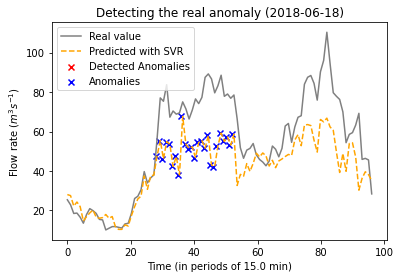 Detecting the real anomaly (2018-06-18)
Real value
Predicted with SVR
Detected Anomalies
Anomalies
Flow rate (m³s⁻¹)
100
80
60
40
20
0
20
40
60
80
100
Time (in periods of 15.0 min)